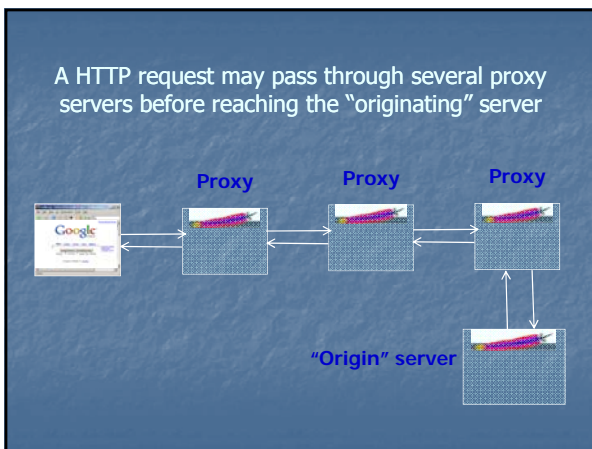 A HTTP request may pass through several proxy
servers before reaching the “originating” server
Proxy Proxy Proxy
Google
“Origin” server